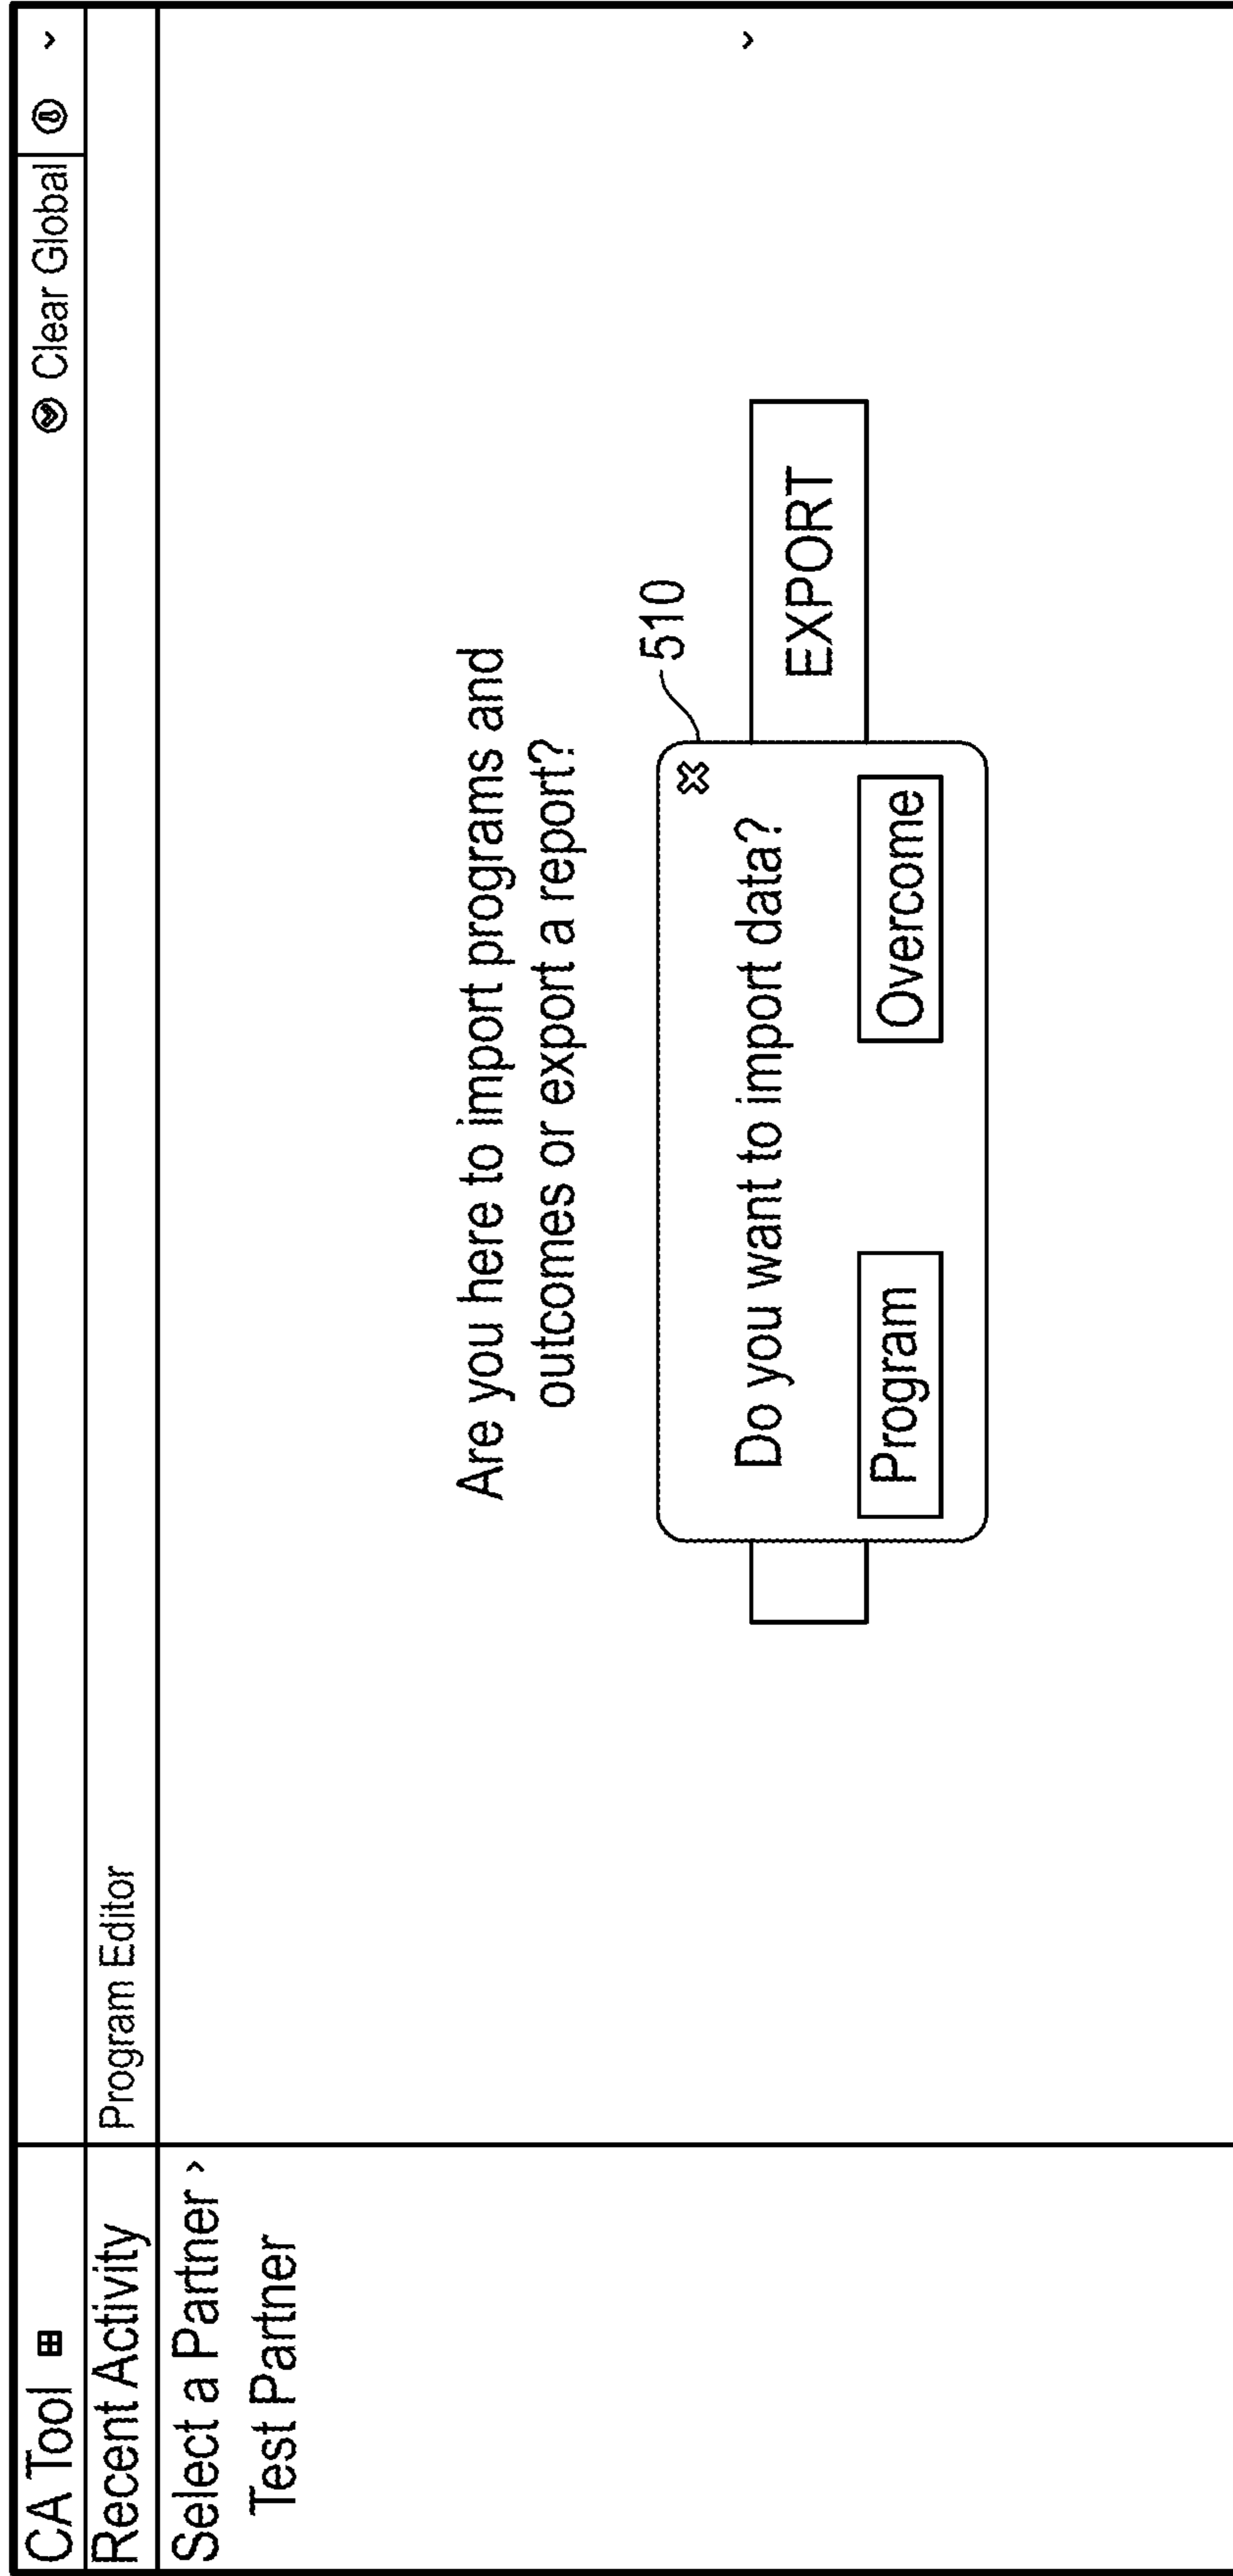 CA Tool
Clear Global
Recent Activity
Program Editor
Select a Partner ›
Test Partner
Are you here to import programs and
outcomes or export a report?
510
Do you want to import data?
EXPORT
Program
Overcome